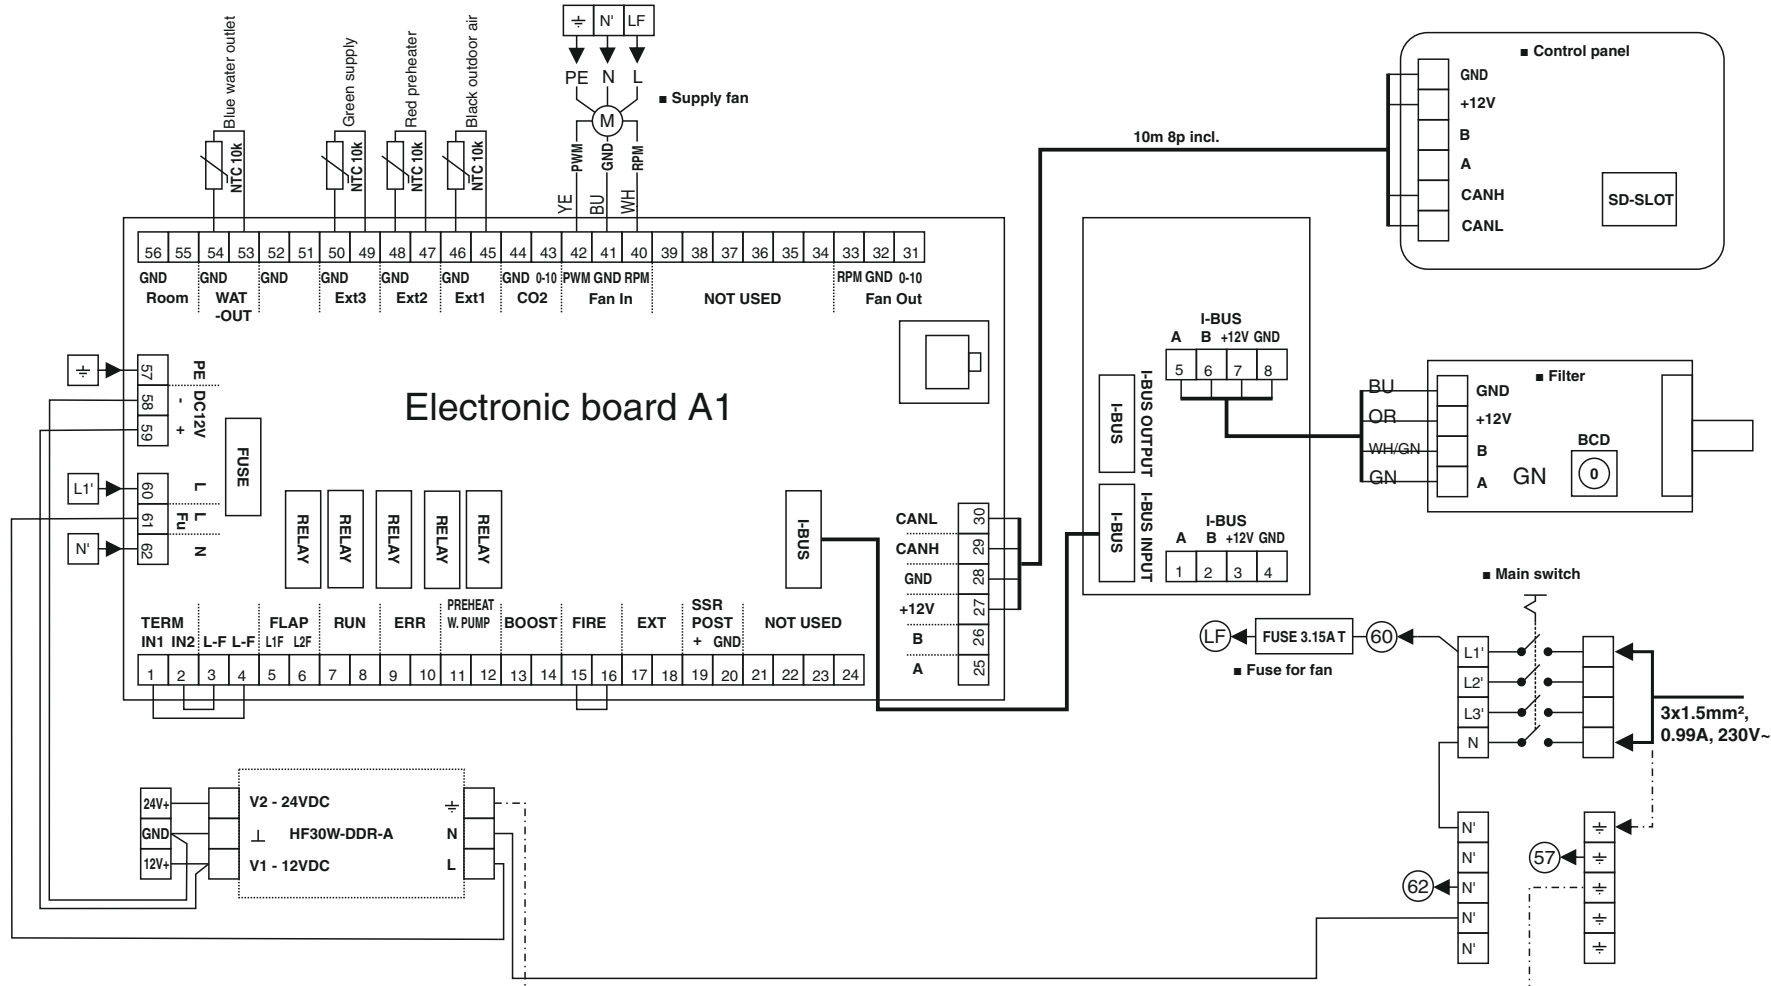 Blue water outlet
NTC 10k
Green supply
NTC 10k
Red preheater
NTC 10k
Black outdoor air
NTC 10k
N' LF
PE N L
■ Supply fan
M
PWM GND RPM
YE BU WH
56 55 54 53 52 51 50 49 48 47 46 45 44 43 42 41 40 39 38 37 36 35 34 33 32 31
GND GND GND GND GND GND GND 0-10 PWM GND RPM RPM GND 0-10
Room WAT Ext3 Ext2 Ext1 CO2 Fan In NOT USED Fan Out
-OUT
57 PE
58 - DC12V
59 +
L1' 60 L
61 L Fu
N' 62 N
FUSE
Electronic board A1
RELAY RELAY RELAY RELAY RELAY
I-BUS
CANL 30
CANH 29
GND 28
+12V 27
B 26
A 25
PREHEAT
SSR
TERM FLAP RUN ERR W. PUMP BOOST FIRE EXT POST NOT USED
IN1 IN2 L-F L-F L1F L2F + GND
1 2 3 4 5 6 7 8 9 10 11 12 13 14 15 16 17 18 19 20 21 22 23 24
24V+ V2 - 24VDC
GND ⊥ HF30W-DDR-A N
12V+ V1 - 12VDC L
10m 8p incl.
■ Control panel
GND
+12V
B
A
CANH
CANL
SD-SLOT
I-BUS
A B +12V GND
5 6 7 8
I-BUS I-BUS OUTPUT
I-BUS I-BUS INPUT
I-BUS
A B +12V GND
1 2 3 4
■ Filter
BU GND
OR +12V
WH/GN B
GN A
GN
BCD
0
■ Main switch
LF FUSE 3.15A T 60
■ Fuse for fan
L1'
L2'
L3'
N
3x1.5mm²,
0.99A, 230V~
N'
N'
62 N'
N'
N'
57